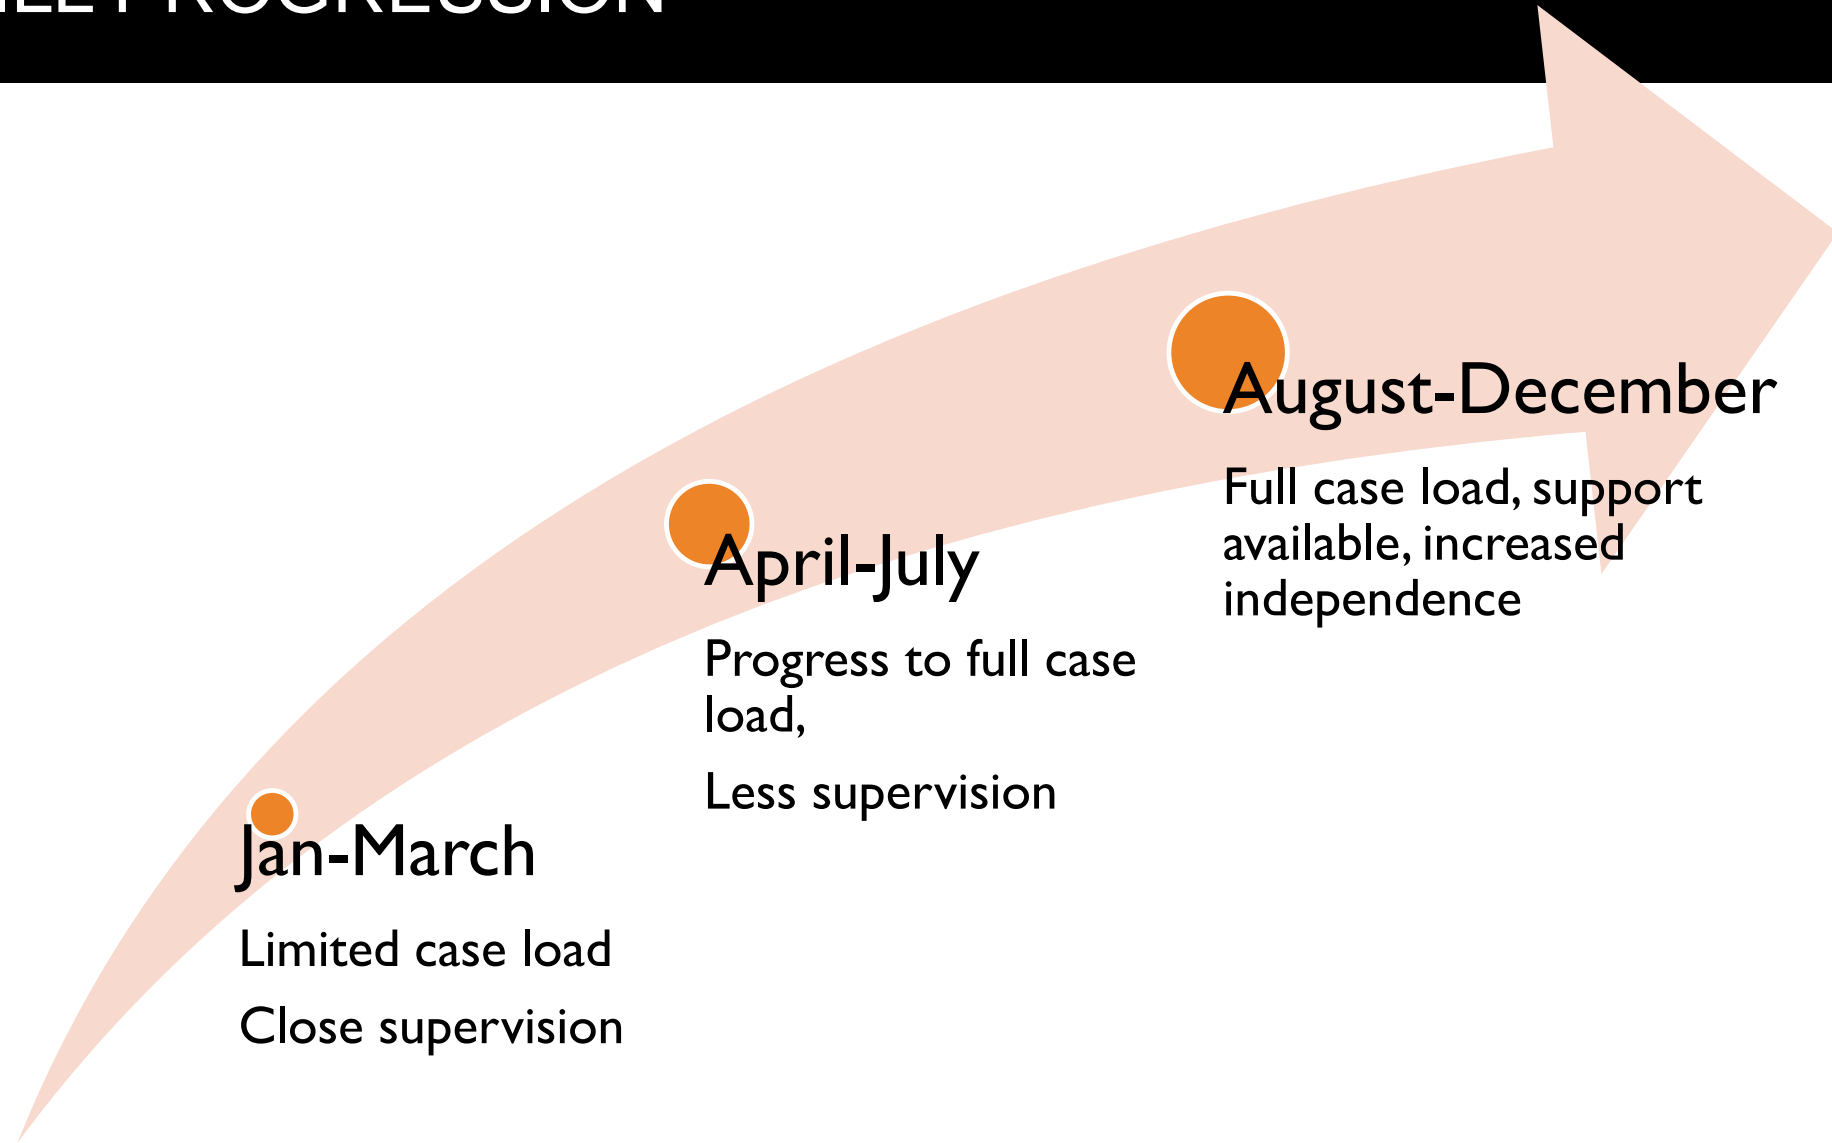 PROGRESSION
August-December
Full case load, support
available, increased
independence
April-July
Progress to full case
load,
Less supervision
Jan-March
Limited case load
Close supervision